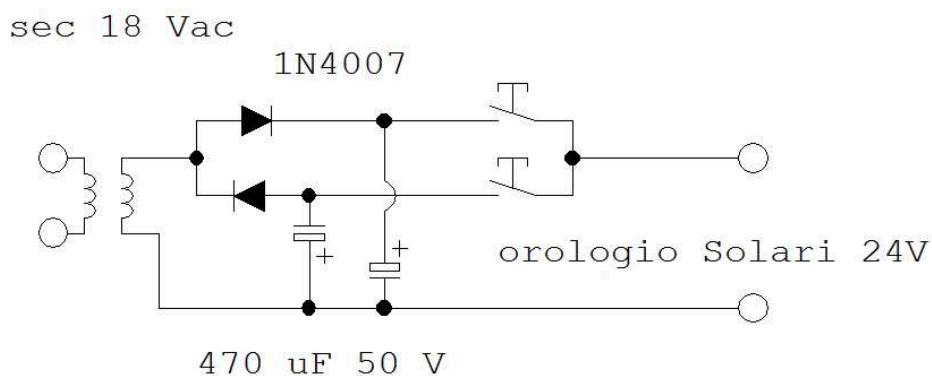 sec 18 Vac
1N4007
+
+
orologio Solari 24V
470 uF 50 V